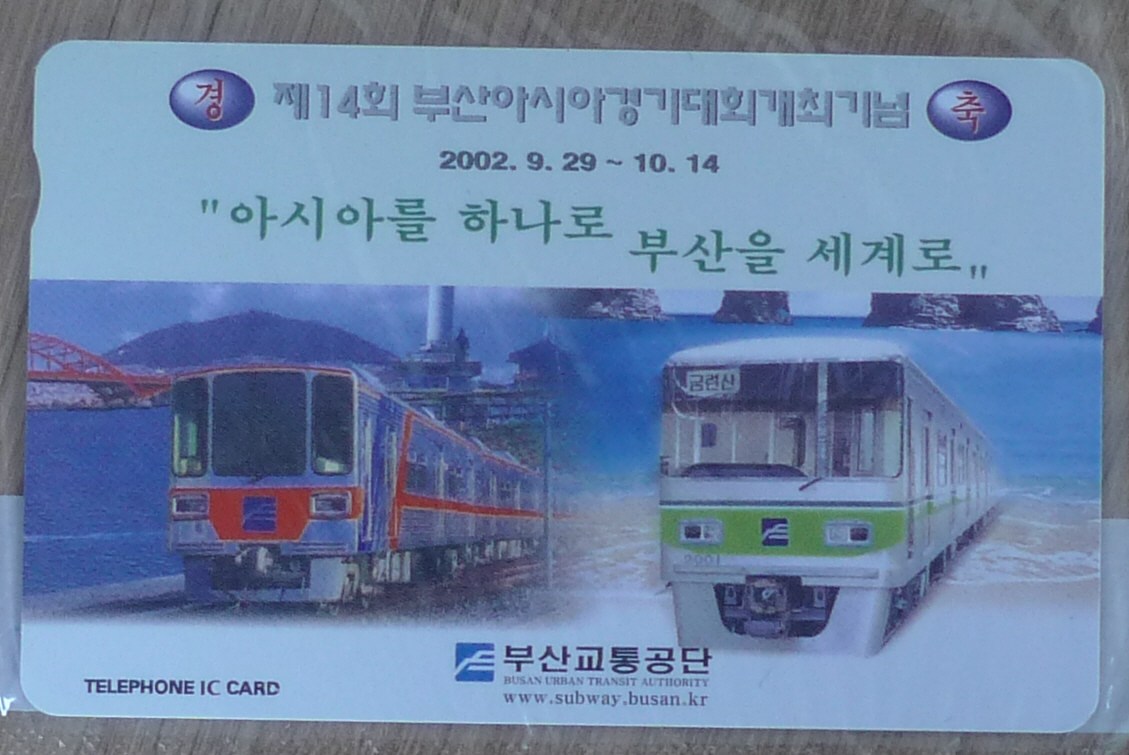 경 제14회 부산아시아경기대회개최기념 축
2002. 9. 29 ~ 10. 14
"아시아를 하나로 부산을 세계로"
금련산
2001
부산교통공단
BUSAN URBAN TRANSIT AUTHORITY
www.subway.busan.kr
TELEPHONE IC CARD